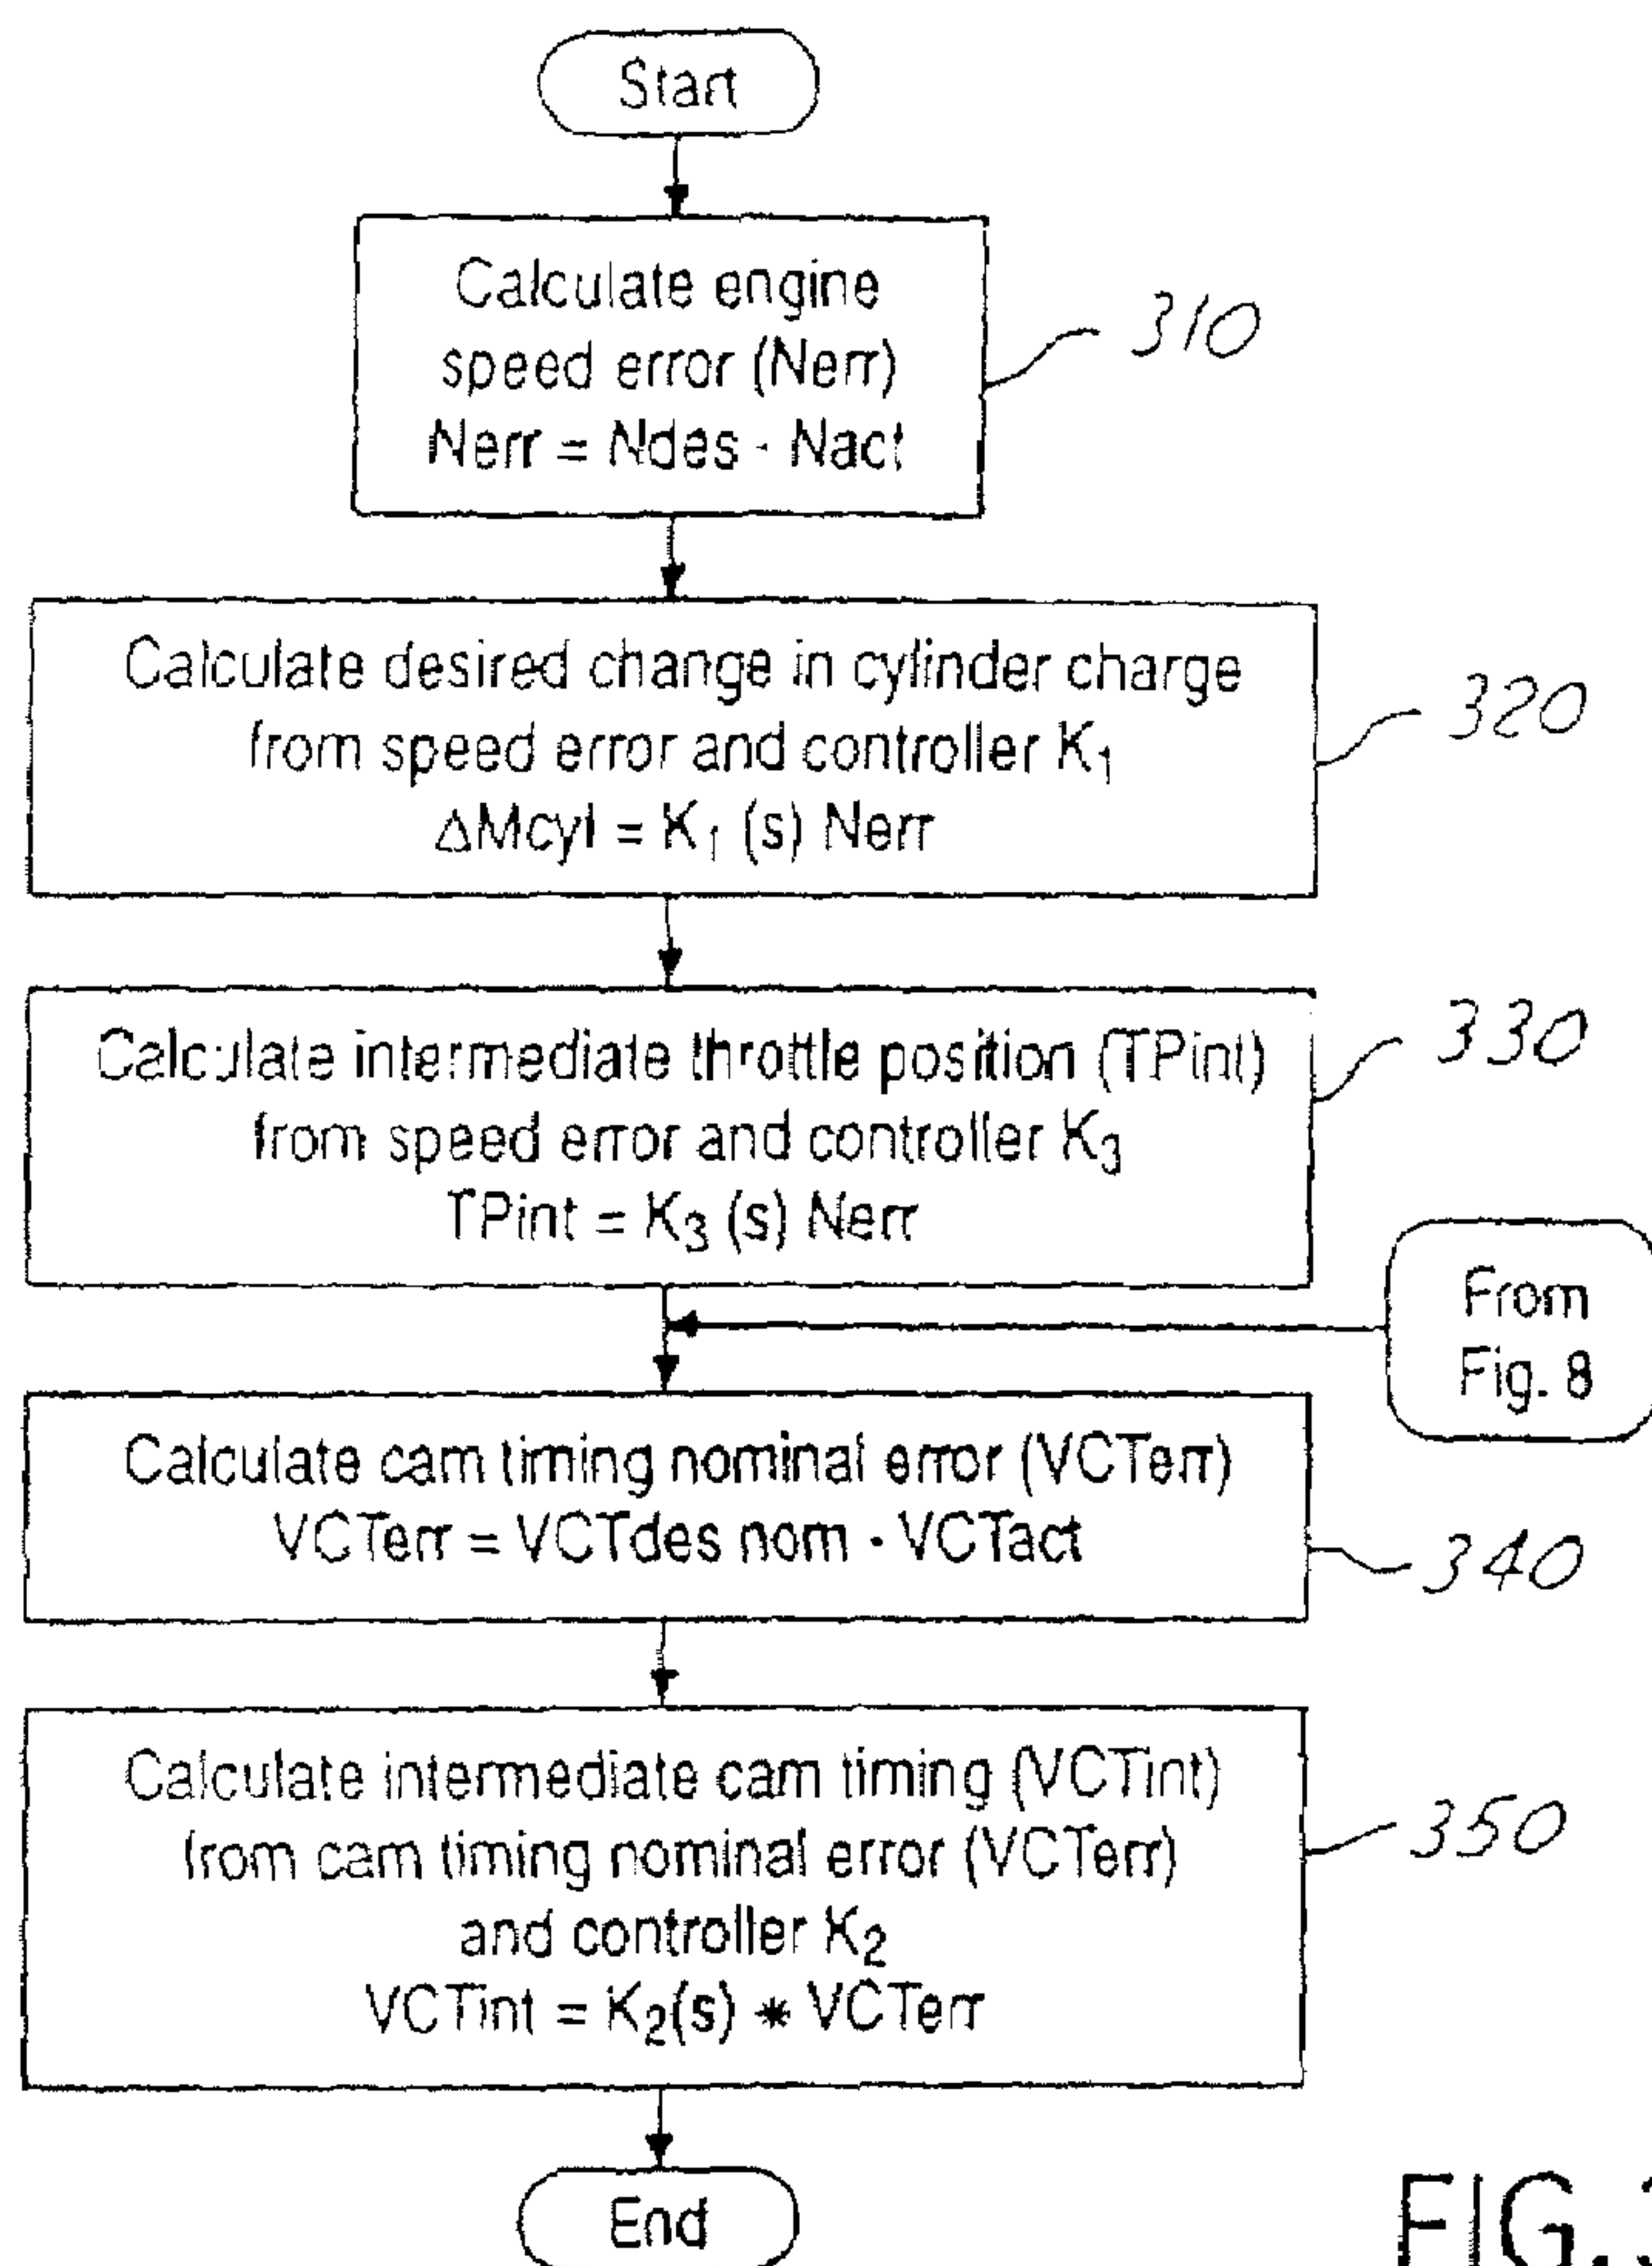 Start
Calculate engine
speed error (Nerr)
Nerr = Ndes - Nact
310
Calculate desired change in cylinder charge
from speed error and controller K₁
ΔMcyl = K₁ (s) Nerr
320
Calculate intermediate throttle position (TPint)
from speed error and controller K₃
TPint = K₃ (s) Nerr
330
From
Fig. 8
Calculate cam timing nominal error (VCTerr)
VCTerr = VCTdes nom - VCTact
340
Calculate intermediate cam timing (VCTint)
from cam timing nominal error (VCTerr)
and controller K₂
VCTint = K₂(s) * VCTerr
350
End
FIG.